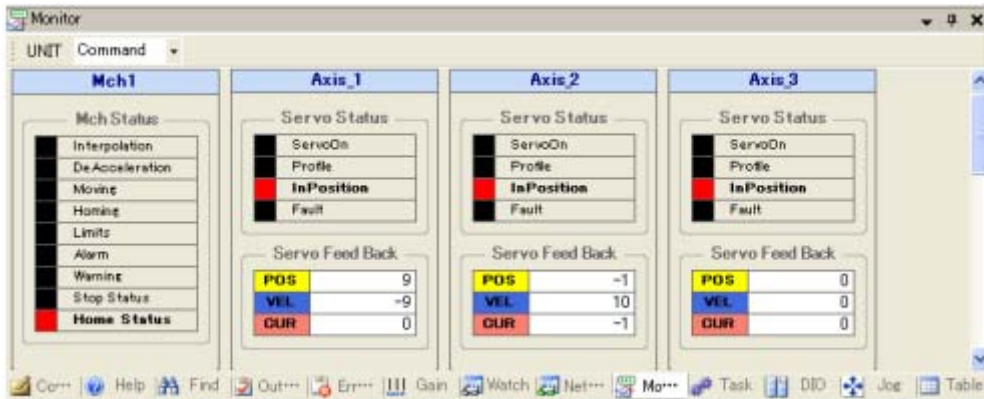 Monitor
UNIT Command
Mch1
Mch Status
Interpolation
DeAcceleration
Moving
Homing
Limits
Alarm
Warning
Stop Status
Home Status
Axis_1
Servo Status
ServoOn
Profile
InPosition
Fault
Servo Feed Back
POS 9
VEL -9
CUR 0
Axis_2
Servo Status
ServoOn
Profile
InPosition
Fault
Servo Feed Back
POS -1
VEL 10
CUR -1
Axis_3
Servo Status
ServoOn
Profile
InPosition
Fault
Servo Feed Back
POS 0
VEL 0
CUR 0
Co··· Help Find Out··· Err··· Gain Watch Net··· Mo··· Task DIO Jog Table